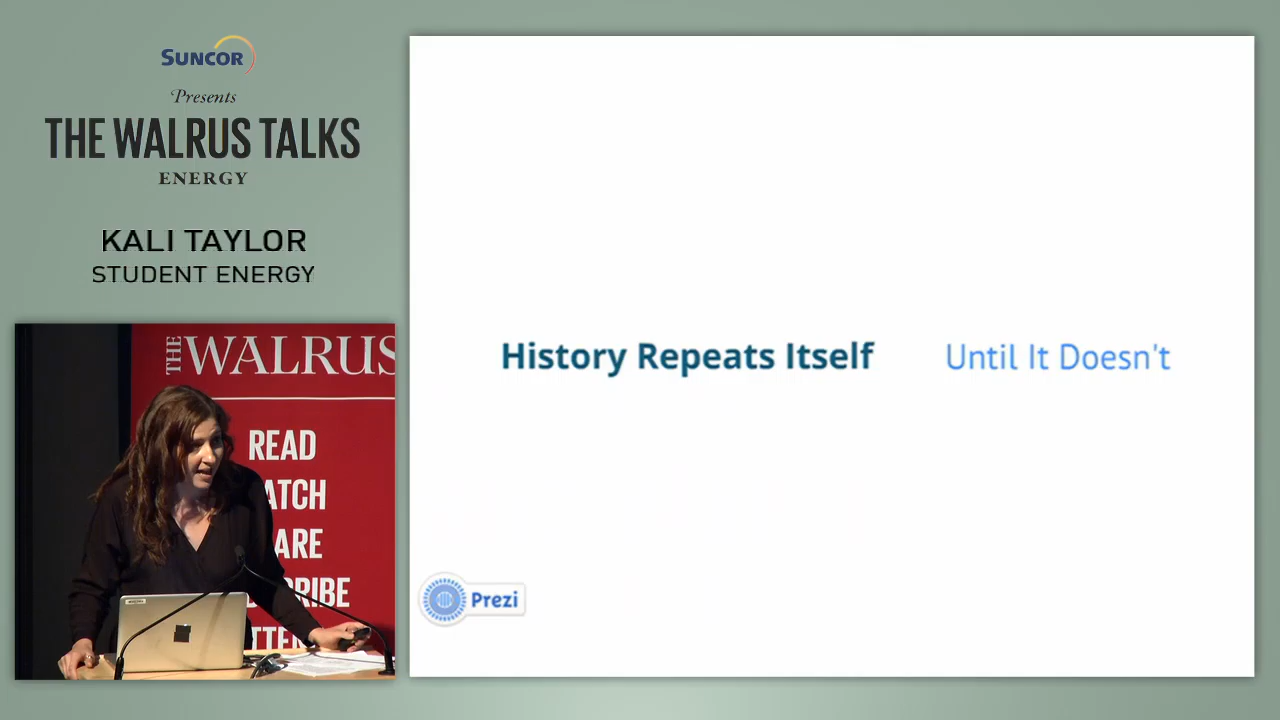 SUNCOR
Presents
THE WALRUS TALKS
ENERGY
KALI TAYLOR
STUDENT ENERGY
THE WALRUS
READ
ATCH
ARE
RIBE
History Repeats Itself Until It Doesn't
Prezi